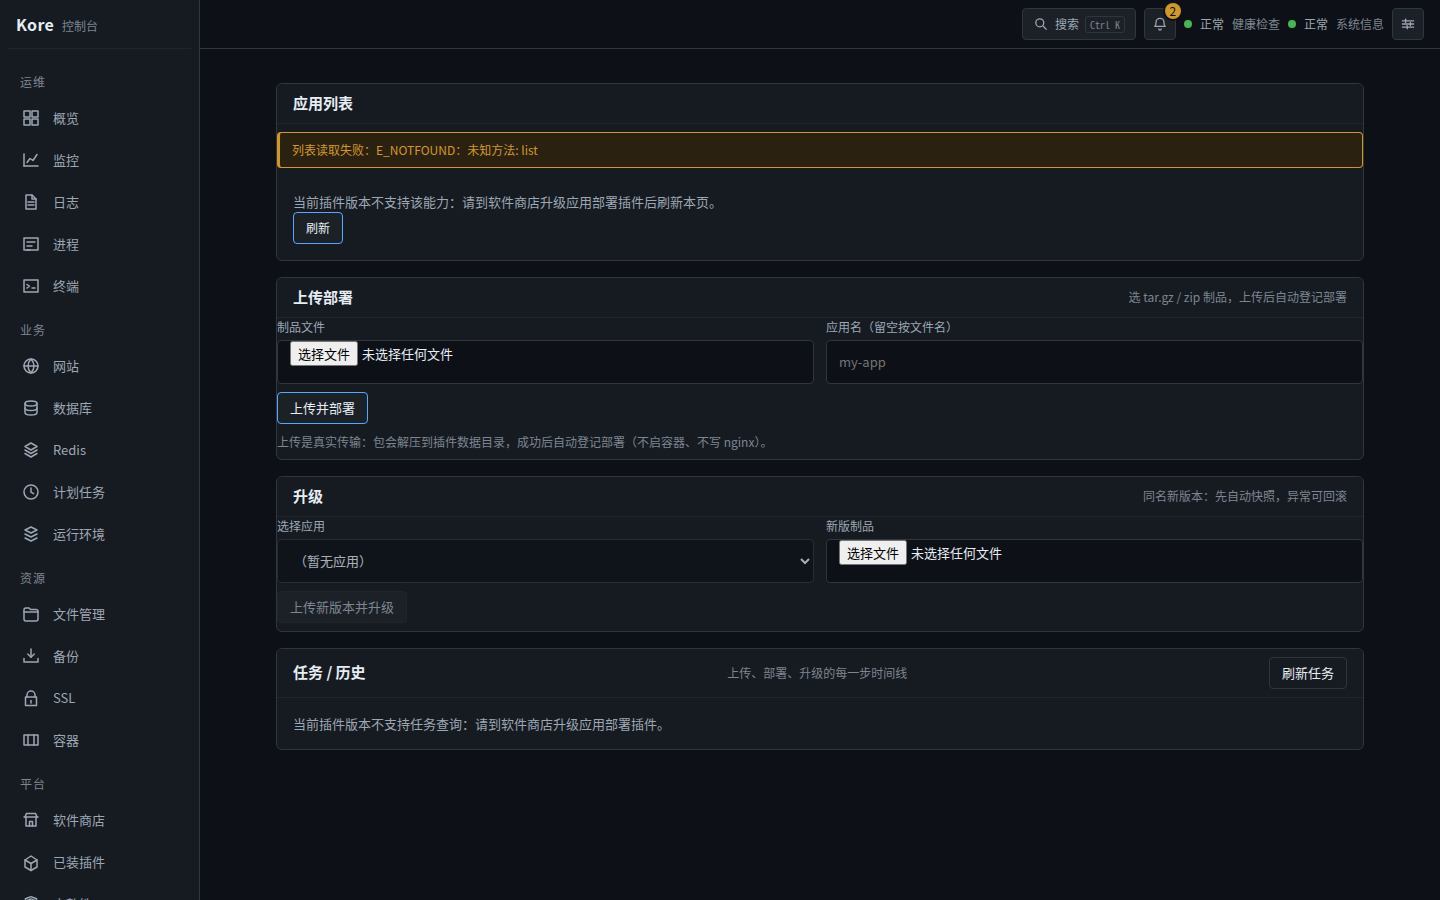 Kore 控制台
搜索 Ctrl K
2
正常 健康检查
正常 系统信息
运维
概览
监控
日志
进程
终端
业务
网站
数据库
Redis
计划任务
运行环境
资源
文件管理
备份
SSL
容器
平台
软件商店
已装插件
应用列表
列表读取失败：E_NOTFOUND：未知方法: list
当前插件版本不支持该能力：请到软件商店升级应用部署插件后刷新本页。
刷新
上传部署
选 tar.gz / zip 制品，上传后自动登记部署
制品文件
应用名（留空按文件名）
选择文件 未选择任何文件
my-app
上传并部署
上传是真实传输：包会解压到插件数据目录，成功后自动登记部署（不启容器、不写 nginx）。
升级
同名新版本：先自动快照，异常可回滚
选择应用
新版制品
（暂无应用）
选择文件 未选择任何文件
上传新版本并升级
任务 / 历史
上传、部署、升级的每一步时间线
刷新任务
当前插件版本不支持任务查询：请到软件商店升级应用部署插件。